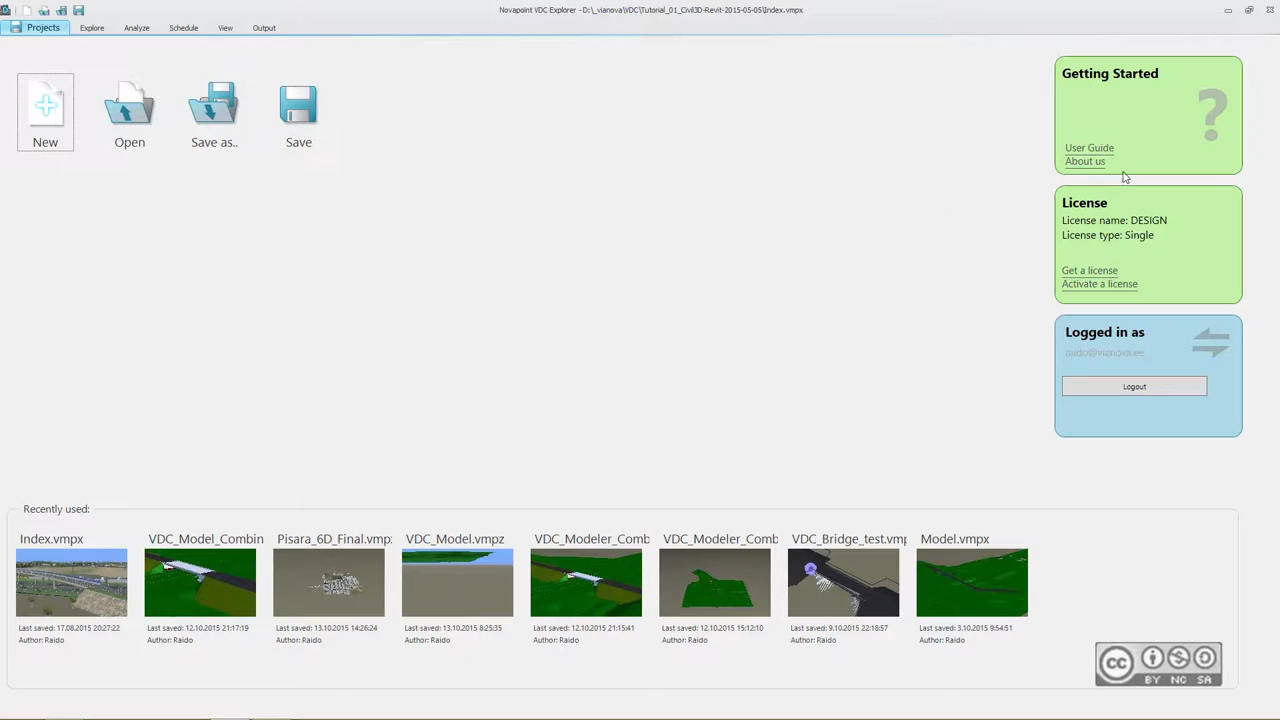 Novapoint VDC Explorer - D:\_vianova\VDC\Tutorial_01_Civil3D-Revit-2015-05-05\Index.vmpx
Projects Explore Analyze Schedule View Output
New Open Save as.. Save
Getting Started
?
User Guide
About us
License
License name: DESIGN
License type: Single
Get a license
Activate a license
Logged in as
raido@vianova.ee
Logout
Recently used:
Index.vmpx VDC_Model_Combin Pisara_6D_Final.vmpz VDC_Model.vmpz VDC_Modeler_Comb VDC_Modeler_Comb VDC_Bridge_test.vmp Model.vmpx
Last saved: 17.08.2015 20:27:22 Last saved: 12.10.2015 21:17:19 Last saved: 13.10.2015 14:26:24 Last saved: 13.10.2015 8:25:35 Last saved: 12.10.2015 21:15:41 Last saved: 12.10.2015 15:12:10 Last saved: 9.10.2015 22:18:57 Last saved: 3.10.2015 9:54:51
Author: Raido Author: Raido Author: Raido Author: Raido Author: Raido Author: Raido Author: Raido Author: Raido
cc
BY NC SA